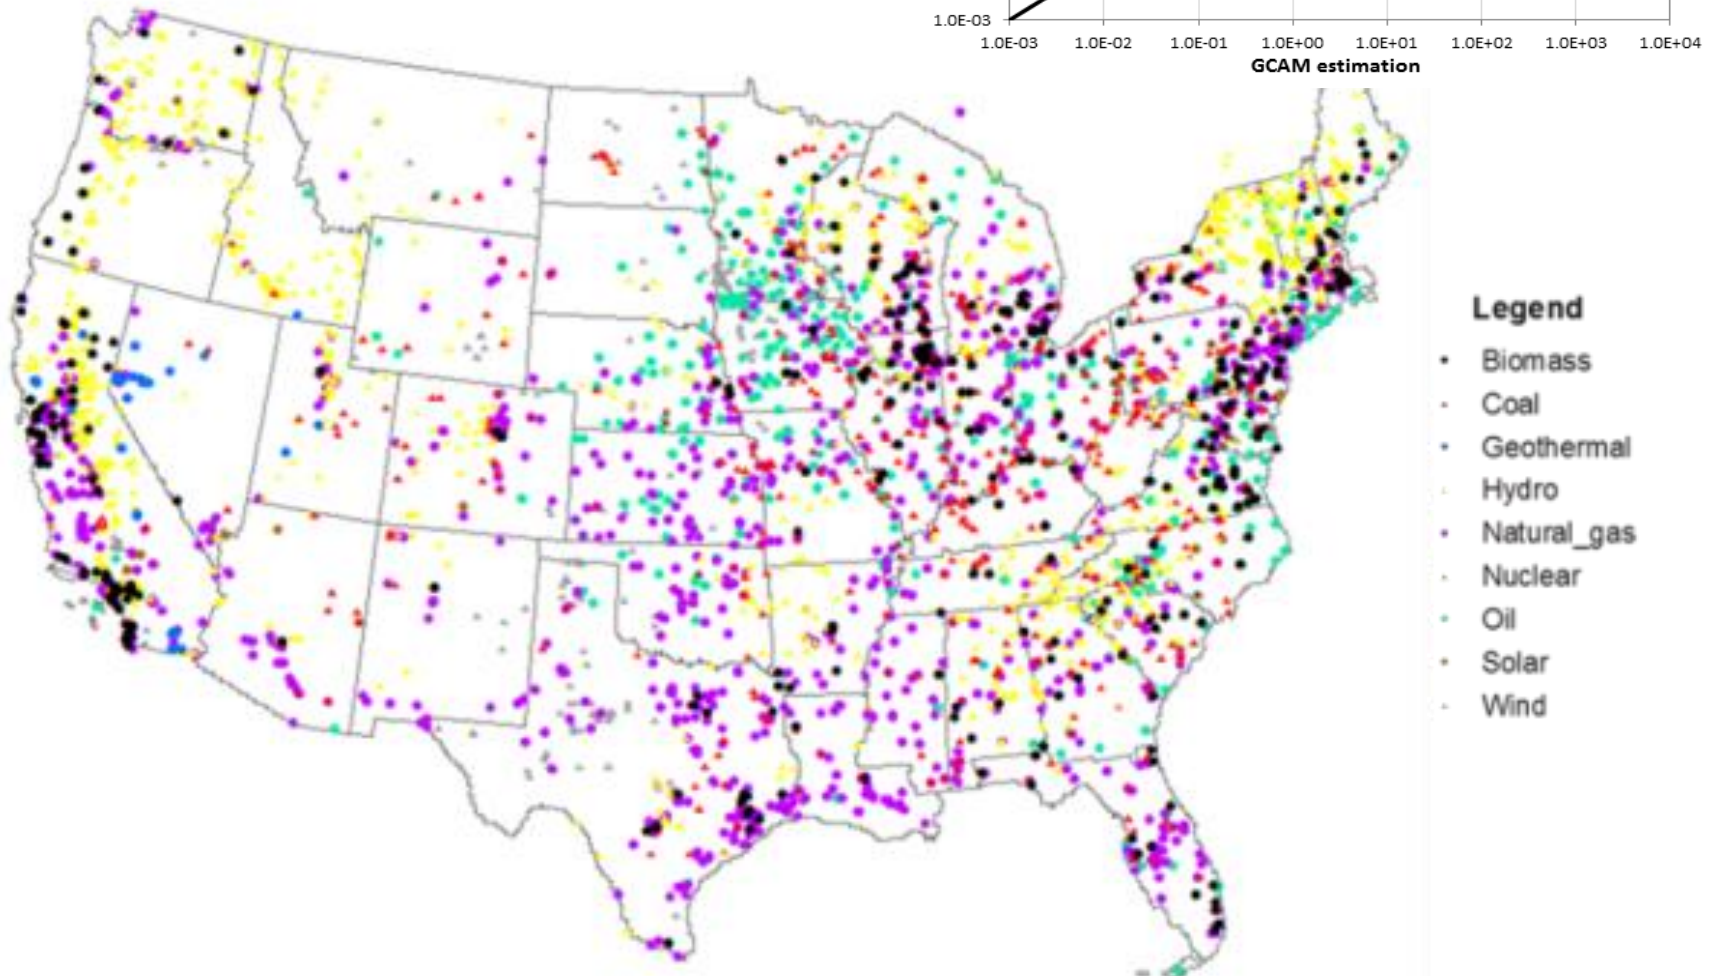 1.0E-03
1.0E-03 1.0E-02 1.0E-01 1.0E+00 1.0E+01 1.0E+02 1.0E+03 1.0E+04
GCAM estimation
Legend
Biomass
Coal
Geothermal
Hydro
Natural_gas
Nuclear
Oil
Solar
Wind